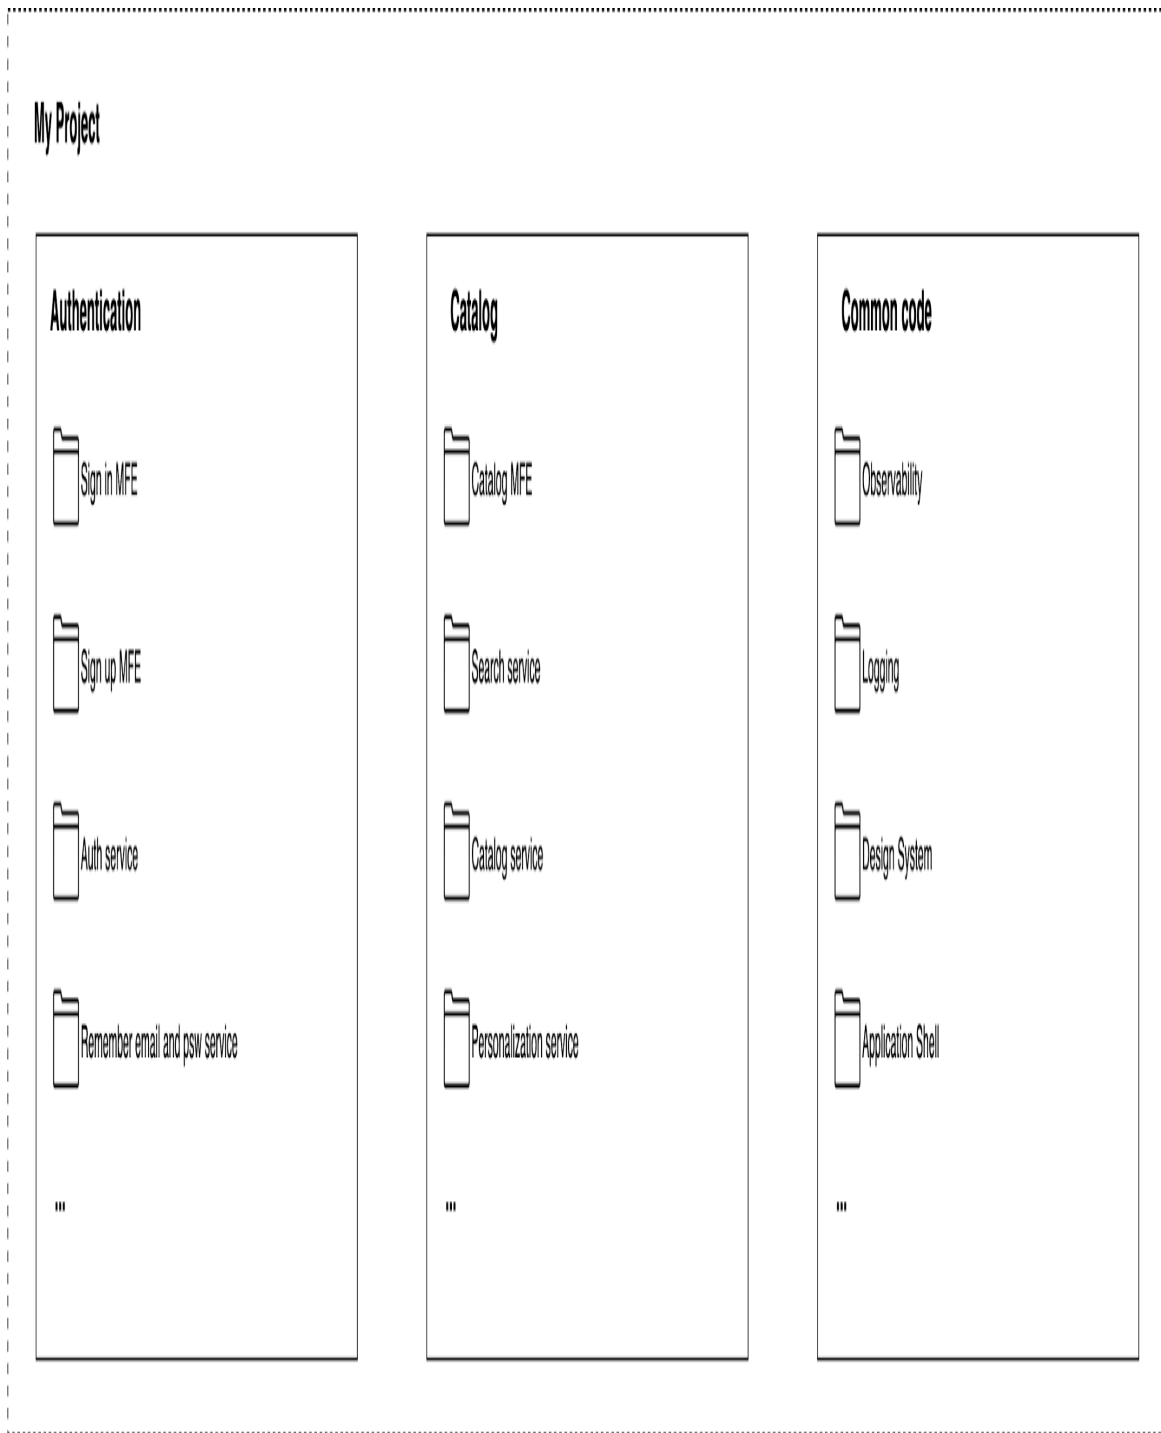 My Project
Authentication
Sign in MFE
Sign up MFE
Auth service
Remember email and psw service
...
Catalog
Catalog MFE
Search service
Catalog service
Personalization service
...
Common code
Observability
Logging
Design System
Application Shell
...